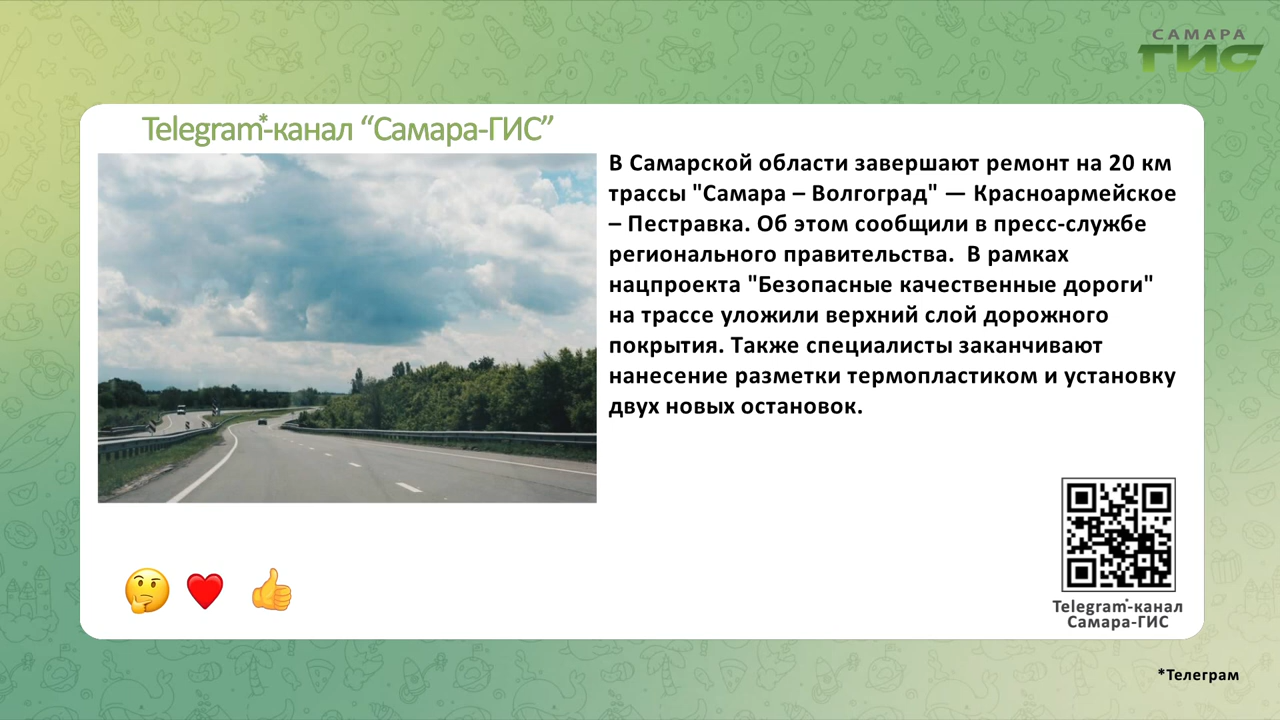 САМАРА
ГИС
Telegram*-канал “Самара-ГИС”
В Самарской области завершают ремонт на 20 км
трассы "Самара – Волгоград" — Красноармейское
– Пестравка. Об этом сообщили в пресс-службе
регионального правительства.  В рамках
нацпроекта "Безопасные качественные дороги"
на трассе уложили верхний слой дорожного
покрытия. Также специалисты заканчивают
нанесение разметки термопластиком и установку
двух новых остановок.
Telegram*-канал
Самара-ГИС
*Телеграм